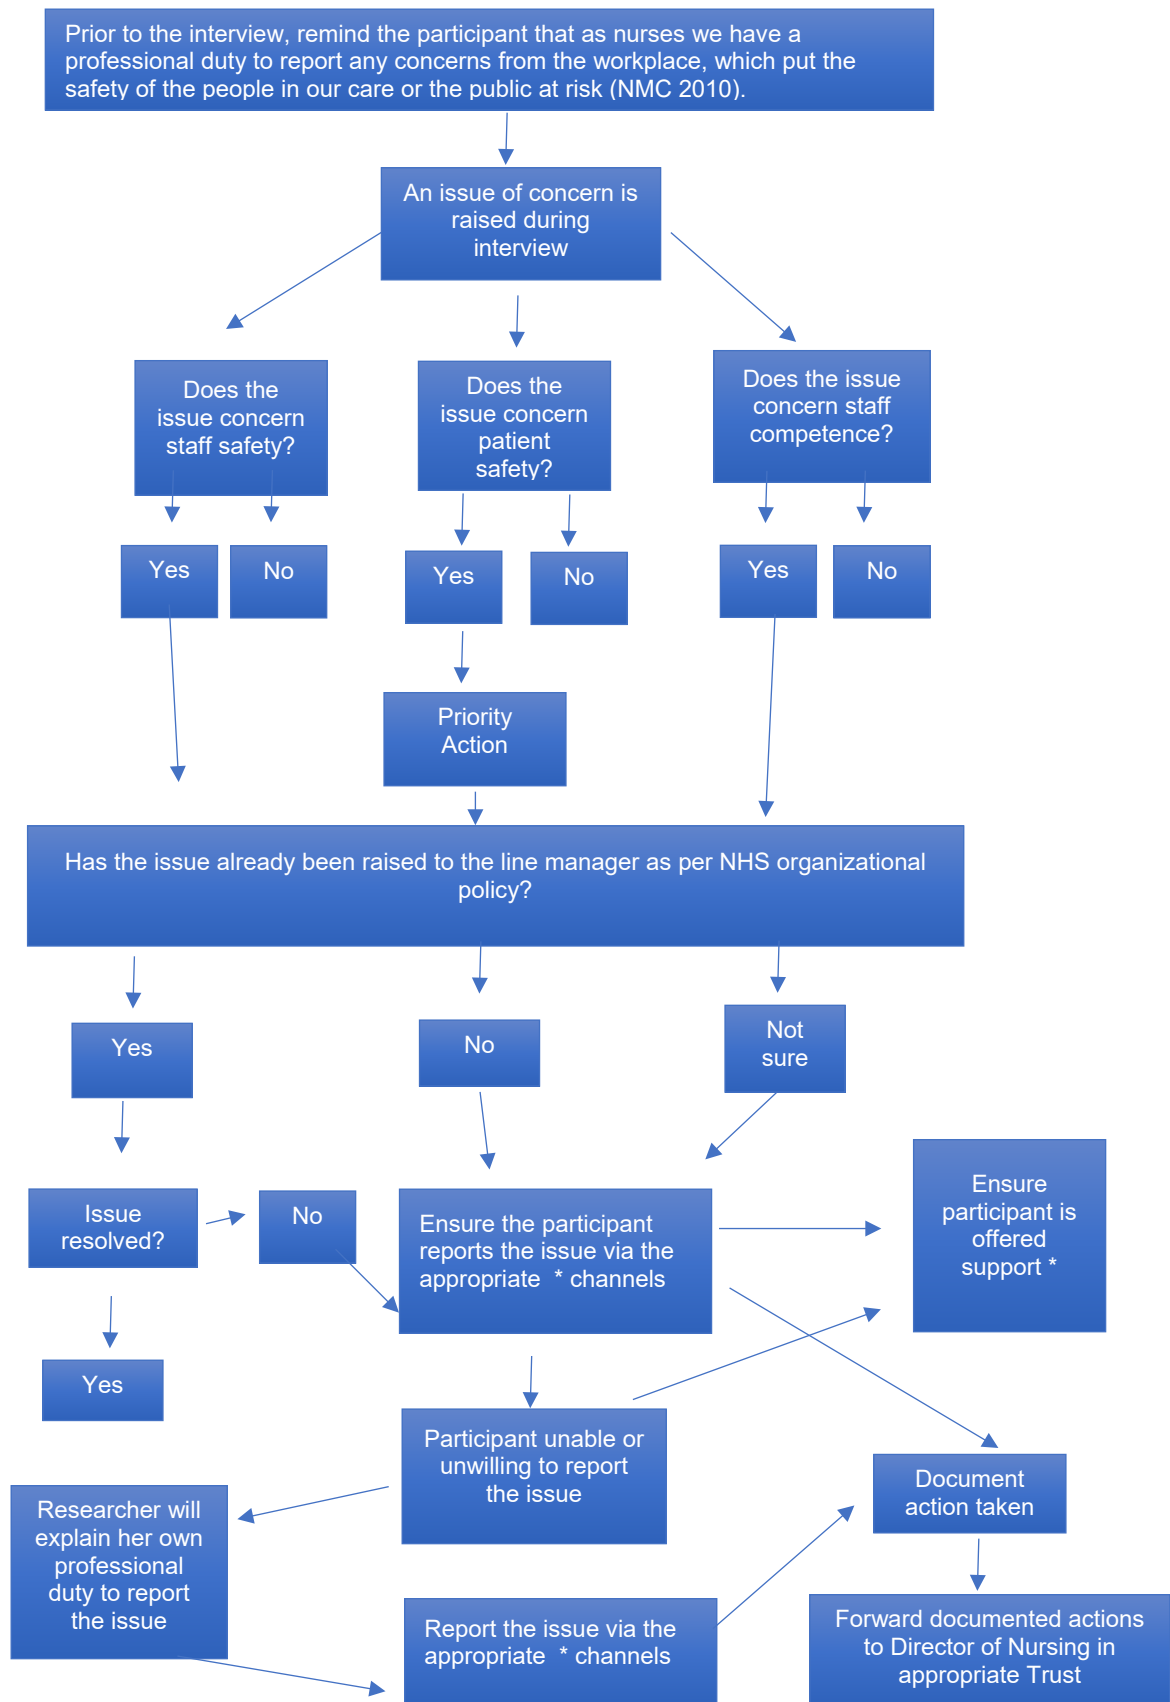 Prior to the interview, remind the participant that as nurses we have a
professional duty to report any concerns from the workplace, which put the
safety of the people in our care or the public at risk (NMC 2010).
An issue of concern is
raised during
interview
Does the
issue concern
staff safety?
Does the
issue concern
patient
safety?
Does the issue
concern staff
competence?
Yes
No
Yes
No
Yes
No
Priority
Action
Has the issue already been raised to the line manager as per NHS organizational
policy?
Yes
No
Not
sure
Issue
resolved?
No
Ensure the participant
reports the issue via the
appropriate * channels
Ensure
participant is
offered
support *
Yes
Participant unable or
unwilling to report
the issue
Document
action taken
Researcher will
explain her own
professional
duty to report
the issue
Report the issue via the
appropriate * channels
Forward documented actions
to Director of Nursing in
appropriate Trust